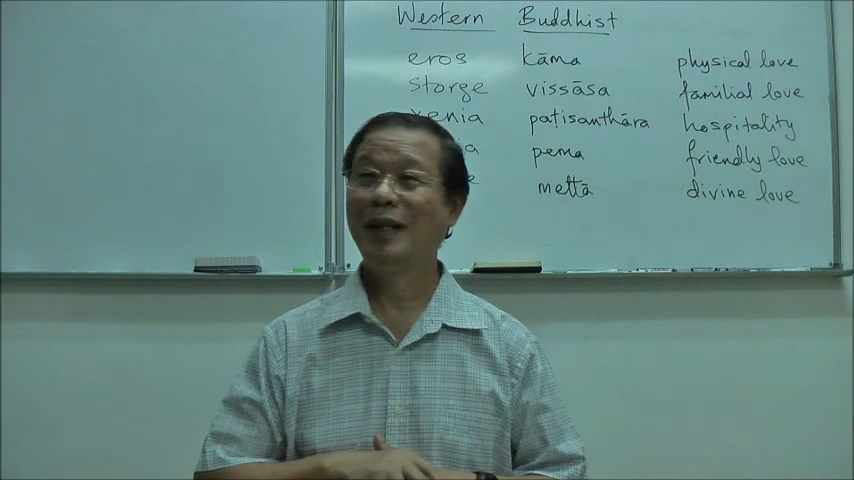 Western Buddhist
eros kāma physical love
storge vissāsa familial love
xenia paṭisanthāra hospitality
pema friendly love
mettā divine love